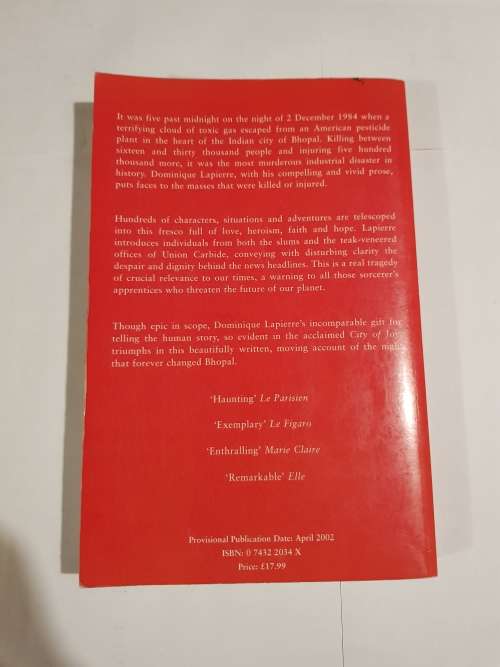 It was five past midnight on the night of 2 December 1984 when a
terrifying cloud of toxic gas escaped from an American pesticide
plant in the heart of the Indian city of Bhopal. Killing between
sixteen and thirty thousand people and injuring five hundred
thousand more, it was the most murderous industrial disaster in
history. Dominique Lapierre, with his compelling and vivid prose,
puts faces to the masses that were killed or injured.
Hundreds of characters, situations and adventures are telescoped
into this fresco full of love, heroism, faith and hope. Lapierre
introduces individuals from both the slums and the teak-veneered
offices of Union Carbide, conveying with disturbing clarity the
despair and dignity behind the news headlines. This is a real tragedy
of crucial relevance to our times, a warning to all those sorcerer's
apprentices who threaten the future of our planet.
Though epic in scope, Dominique Lapierre's incomparable gift for
telling the human story, so evident in the acclaimed City of Joy
triumphs in this beautifully written, moving account of the night
that forever changed Bhopal.
'Haunting' Le Parisien
'Exemplary' Le Figaro
'Enthralling' Marie Claire
'Remarkable' Elle
Provisional Publication Date: April 2002
ISBN: 0 7432 2034 X
Price: £17.99